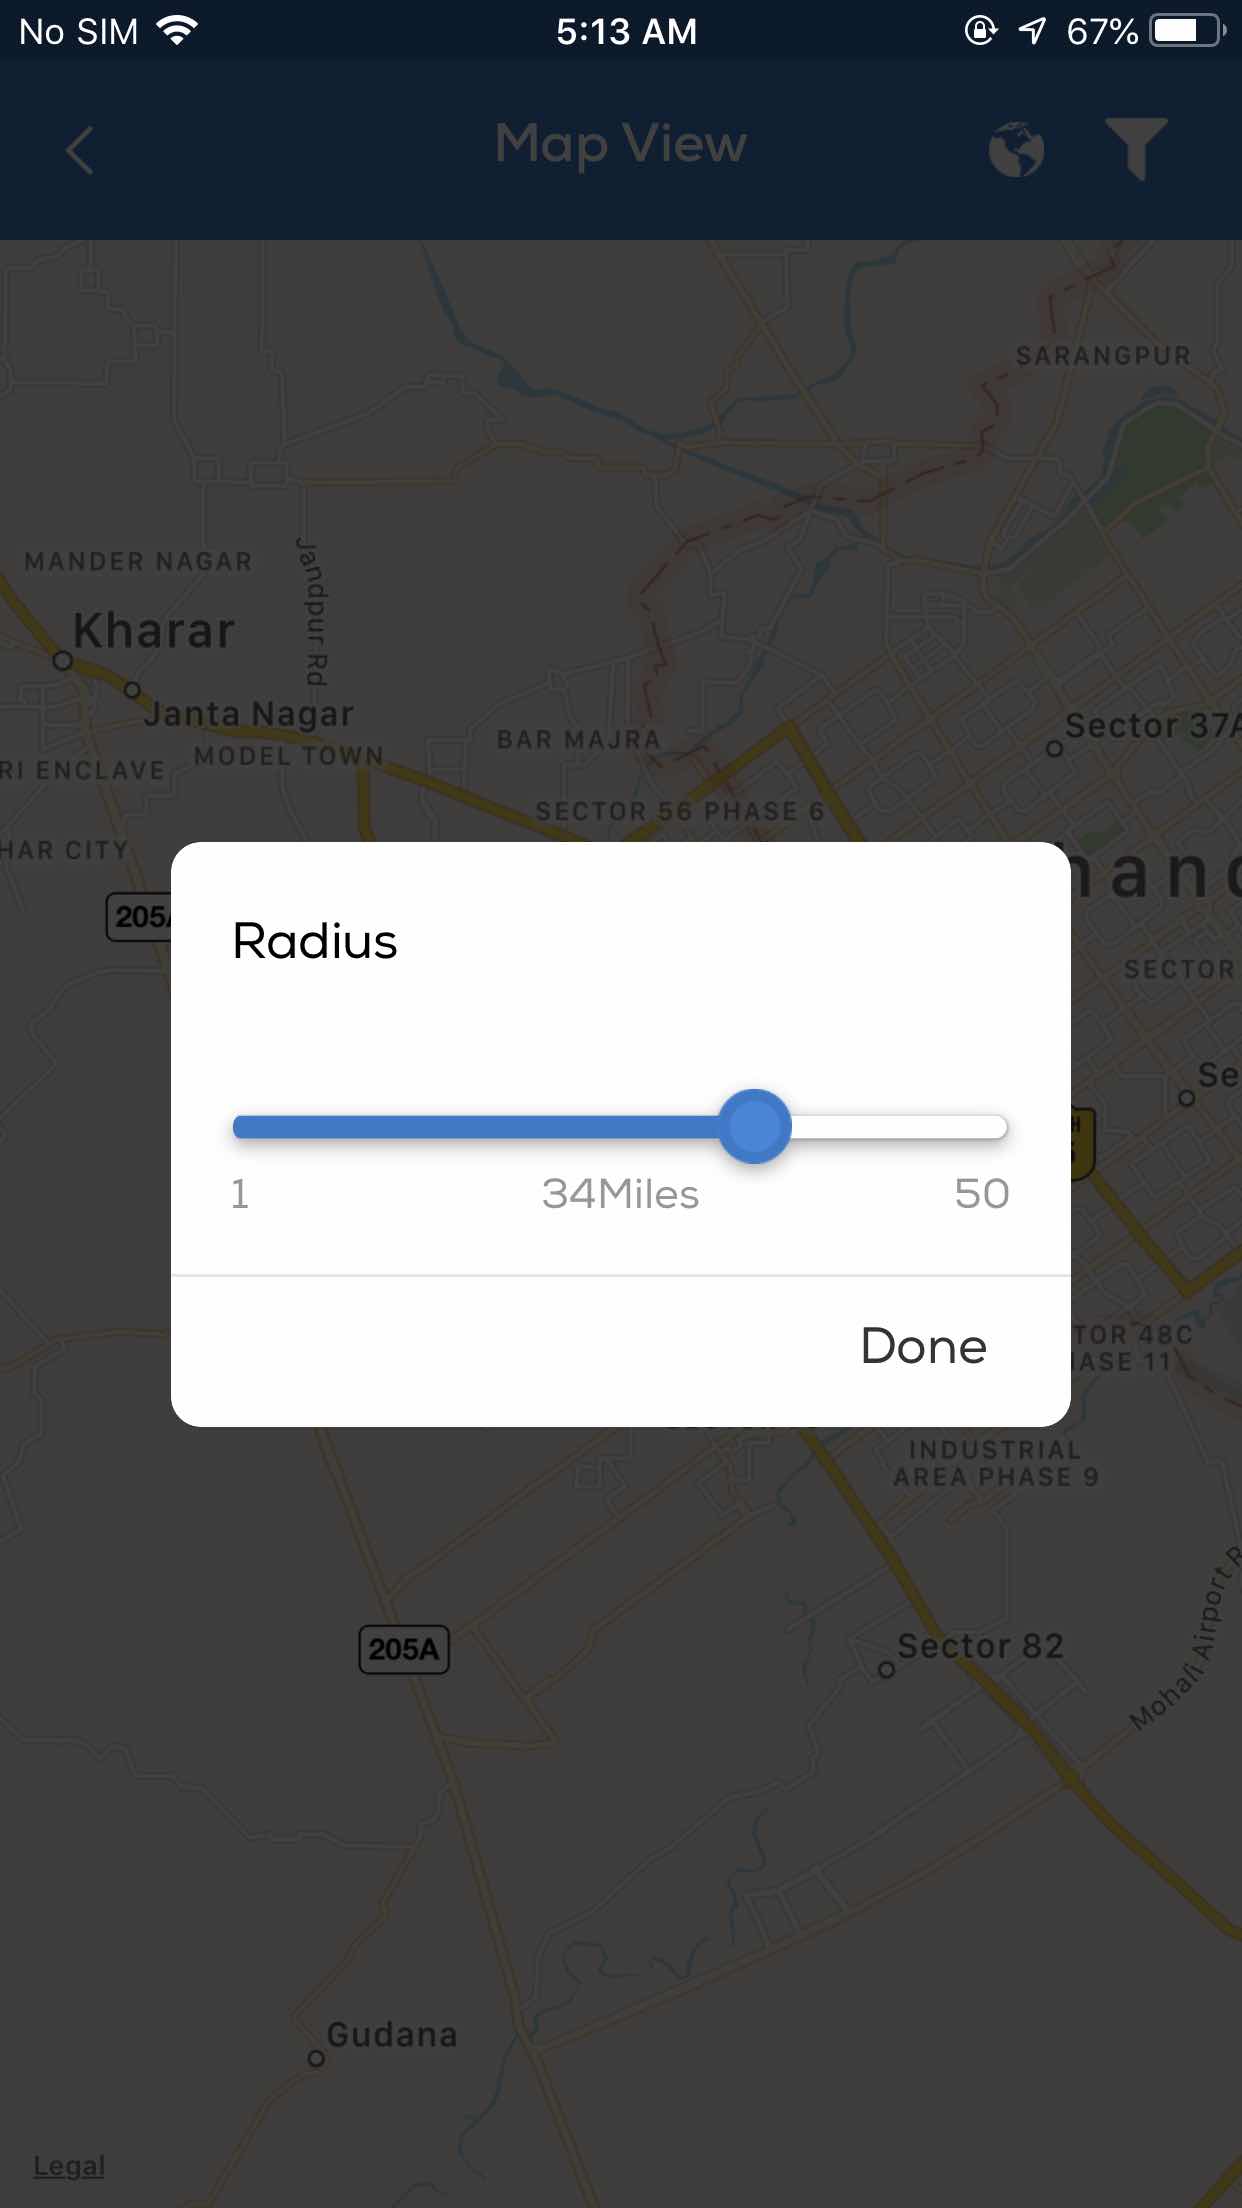 No SIM 5:13 AM 67%
Map View
SARANGPUR
MANDER NAGAR
Jandpur Rd
Kharar
Janta Nagar
Sector 37A
BAR MAJRA
MODEL TOWN
RI ENCLAVE
SECTOR 56 PHASE 6
HAR CITY
hand
205A
Radius
SECTOR
Se
1 34Miles 50
TOR 48C
HASE 11
Done
INDUSTRIAL
AREA PHASE 9
Mohali Airport R
205A
Sector 82
Gudana
Legal